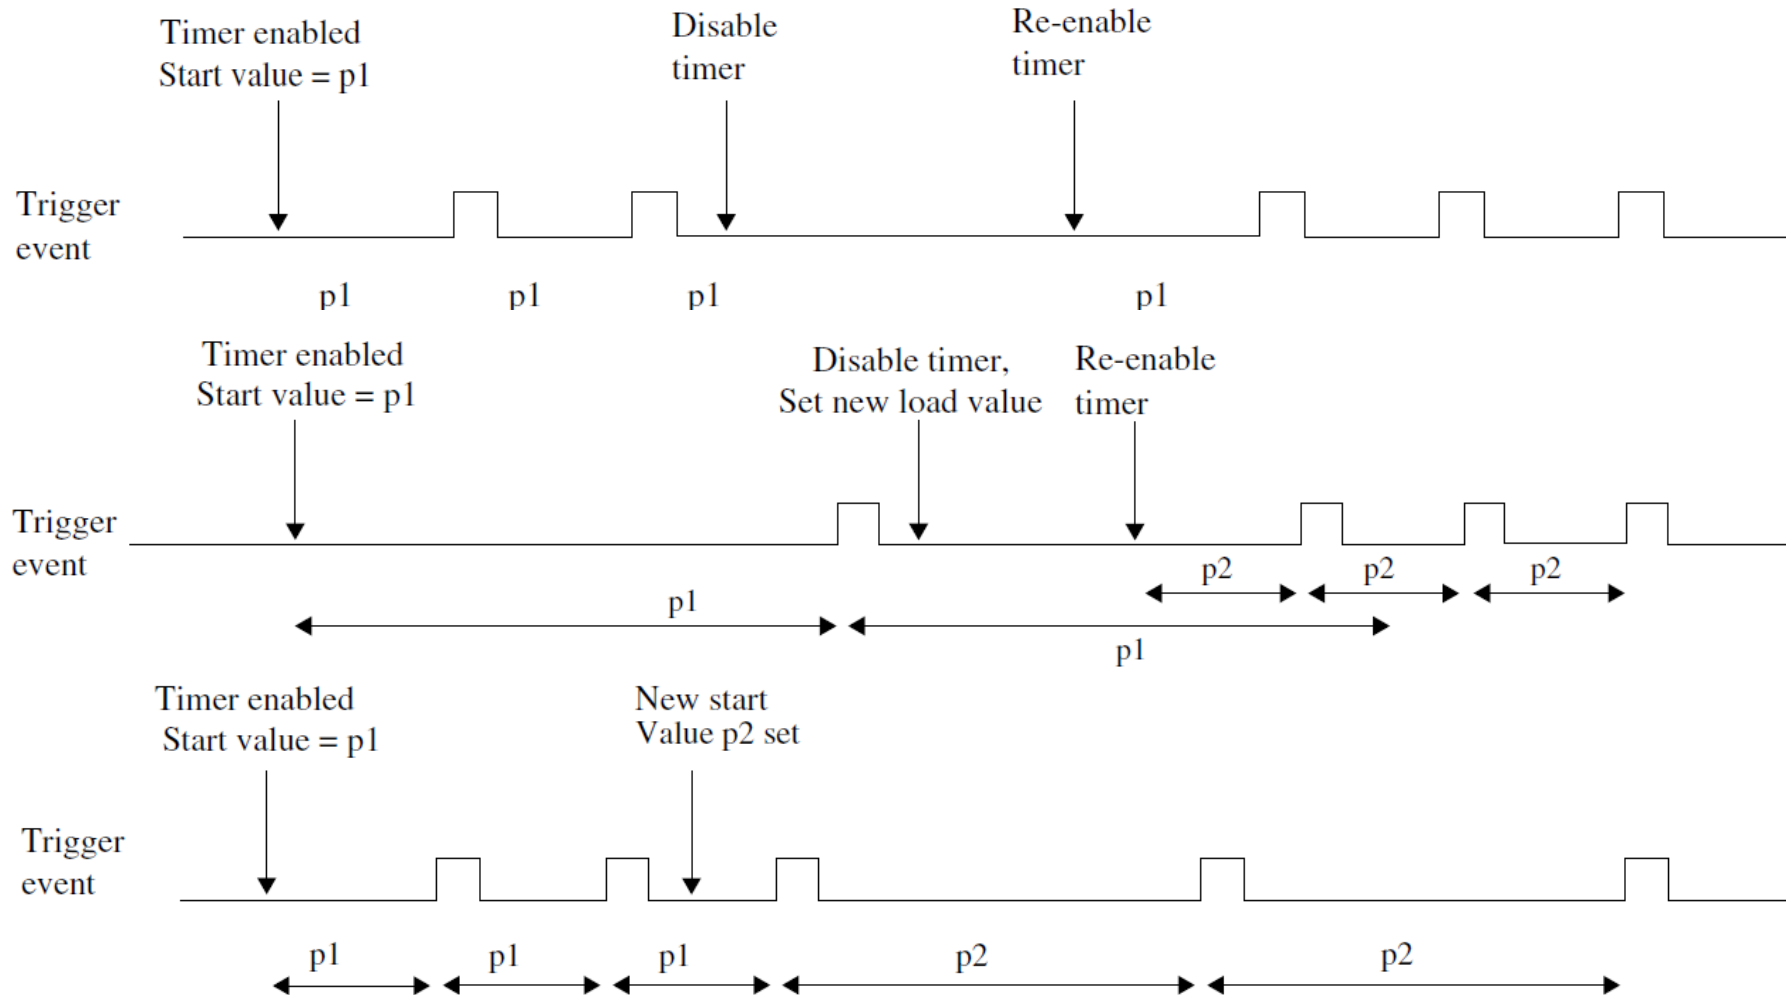 Timer enabled
Start value = p1
Disable
timer
Re-enable
timer
Trigger
event
p1
p1
p1
p1
Timer enabled
Start value = p1
Disable timer,
Set new load value
Re-enable
timer
Trigger
event
p2
p2
p2
p1
p1
Timer enabled
Start value = p1
New start
Value p2 set
Trigger
event
p1
p1
p1
p2
p2